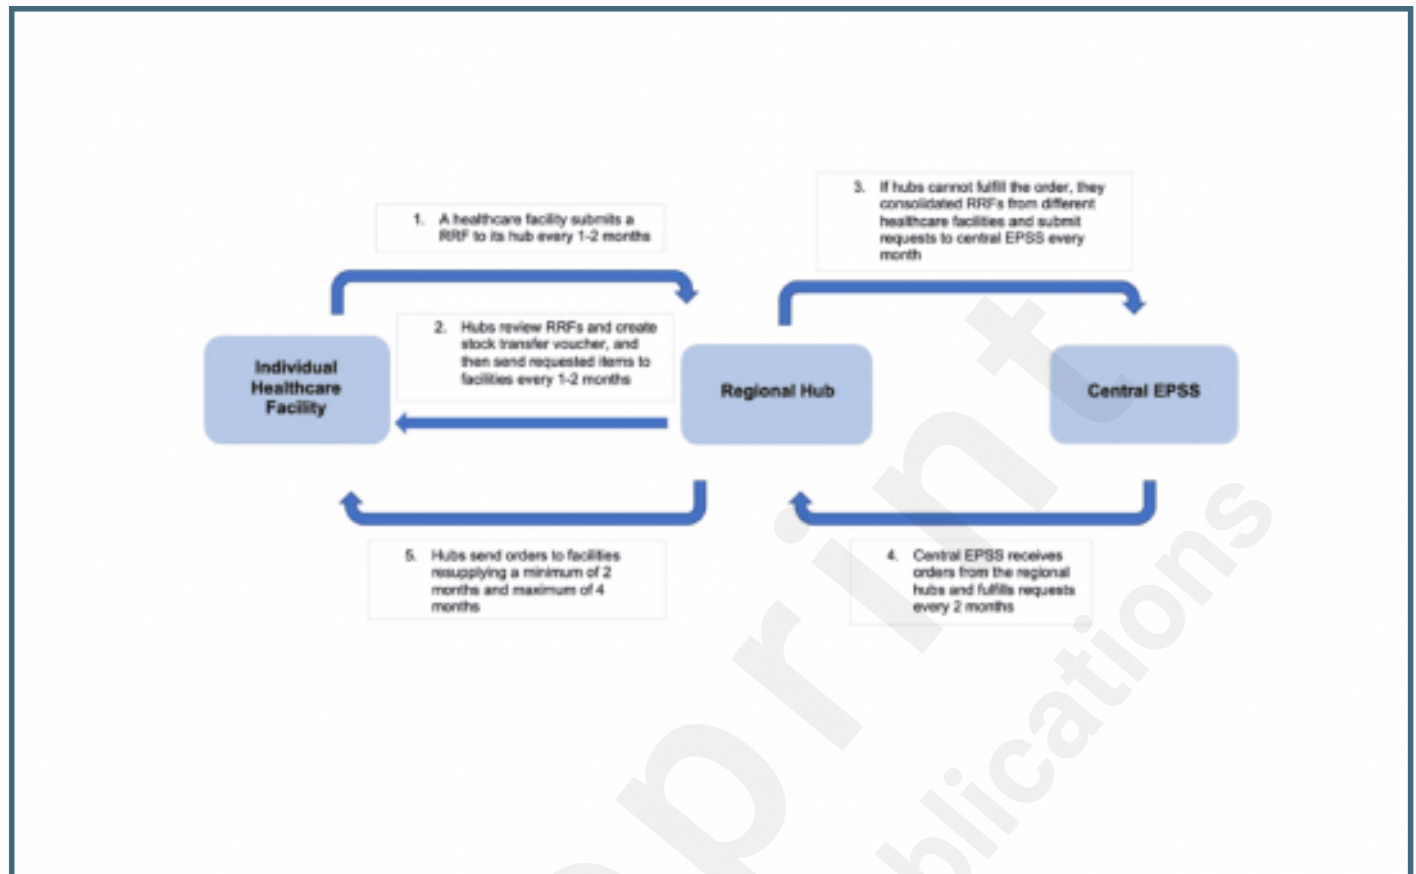 1. A healthcare facility submits a
RRF to its hub every 1-2 months
3. If hubs cannot fulfill the order, they
consolidated RRFs from different
healthcare facilities and submit
requests to central EPSS every
month
2. Hubs review RRFs and create
stock transfer voucher, and
then send requested items to
facilities every 1-2 months
Individual
Healthcare
Facility
Regional Hub
Central EPSS
5. Hubs send orders to facilities
resupplying a minimum of 2
months and maximum of 4
months
4. Central EPSS receives
orders from the regional
hubs and fulfills requests
every 2 months
print
blications